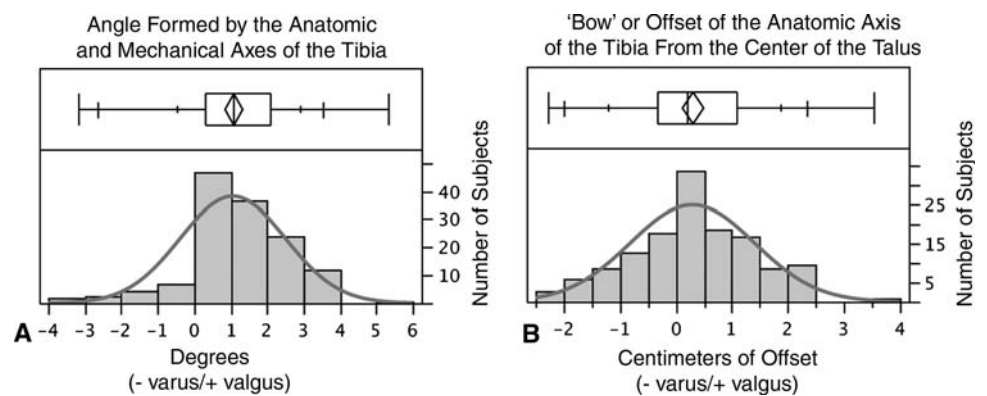 Angle Formed by the Anatomic
and Mechanical Axes of the Tibia
40
30
20
10
Number of Subjects
-4 -3 -2 -1 0 1 2 3 4 5 6
A
Degrees
(- varus/+ valgus)
‘Bow’ or Offset of the Anatomic Axis
of the Tibia From the Center of the Talus
25
15
5
Number of Subjects
-2 -1 0 1 2 3 4
B
Centimeters of Offset
(- varus/+ valgus)